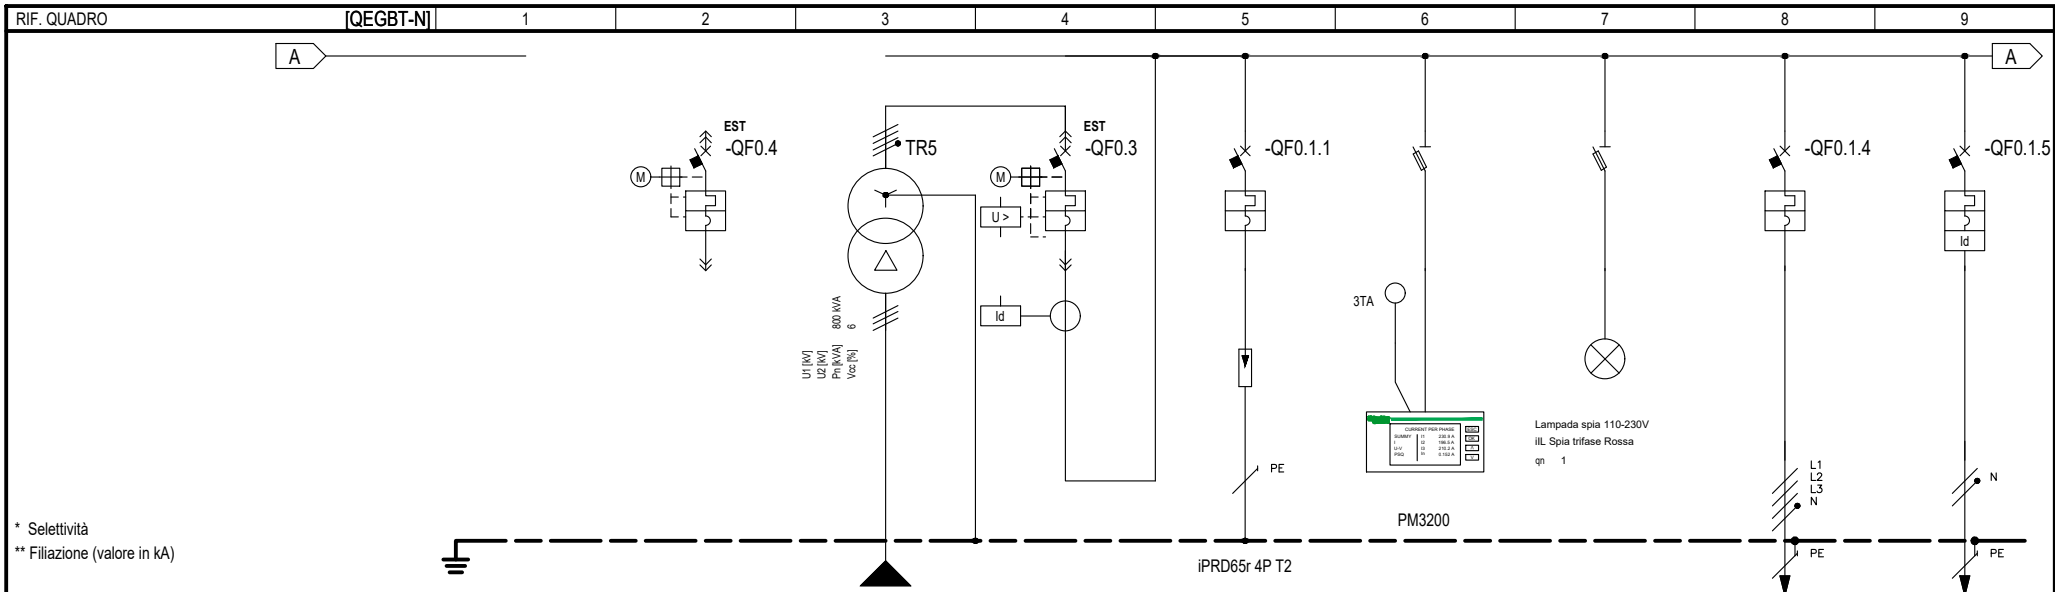 RIF. QUADRO [QEGBT-N] 1 2 3 4 5 6 7 8 9
A A
EST
-QF0.4
M
TR5
U1 [kV]
U2 [kV]
Pn [kVA] 800 kVA
Vcc [%] 6
EST
-QF0.3
M
U >
Id
-QF0.1.1
PE
iPRD65r 4P T2
3TA
CURRENT PER PHASE
PM3200
Lampada spia 110-230V
iIL Spia trifase Rossa
qn 1
-QF0.1.4
L1
L2
L3
N
PE
-QF0.1.5
Id
N
PE
* Selettività
** Filiazione (valore in kA)